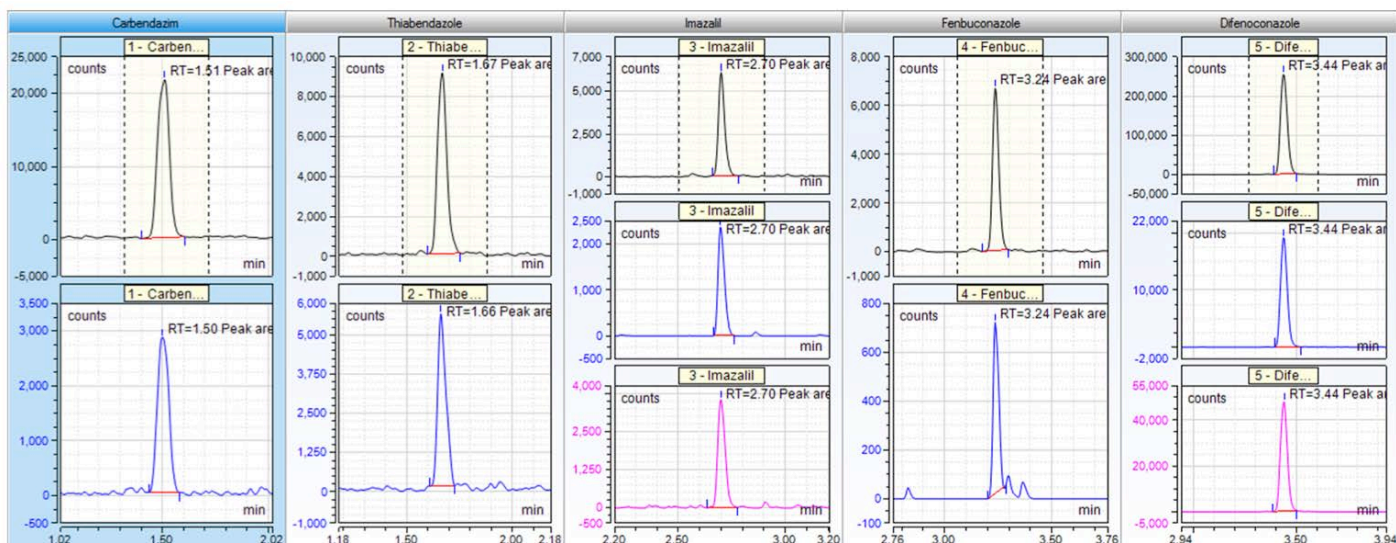 Carbendazim
Thiabendazole
Imazalil
Fenbuconazole
Difenoconazole
1 - Carben...
25,000
20,000
10,000
0
-5,000
counts
RT=1.51 Peak are
min
1 - Carben...
3,500
3,000
2,000
1,000
0
-500
counts
RT=1.50 Peak are
min
1.02
1.50
2.02
2 - Thiabe...
10,000
8,000
6,000
4,000
2,000
0
-1,000
counts
RT=1.67 Peak are
min
2 - Thiabe...
6,000
5,000
3,750
2,500
1,250
0
-1,000
counts
RT=1.66 Peak are
min
1.18
1.50
2.00
2.18
3 - Imazalil
7,000
5,000
2,500
0
-1,000
counts
RT=2.70 Peak are
min
3 - Imazalil
2,500
2,000
1,000
0
-500
counts
RT=2.70 Peak are
min
3 - Imazalil
4,000
2,500
1,250
0
-500
counts
RT=2.70 Peak are
min
2.20
2.50
3.00
3.20
4 - Fenbuc...
8,000
6,000
4,000
2,000
0
-1,000
counts
RT=3.24 Peak are
min
4 - Fenbuc...
800
600
400
200
0
-100
counts
RT=3.24 Peak are
min
2.76
3.00
3.50
3.76
5 - Dife...
300,000
200,000
100,000
0
-50,000
counts
RT=3.44 Peak are
min
5 - Dife...
22,000
10,000
0
-2,000
counts
RT=3.44 Peak are
min
5 - Dife...
55,000
40,000
20,000
-5,000
counts
RT=3.44 Peak are
min
2.94
3.50
3.94